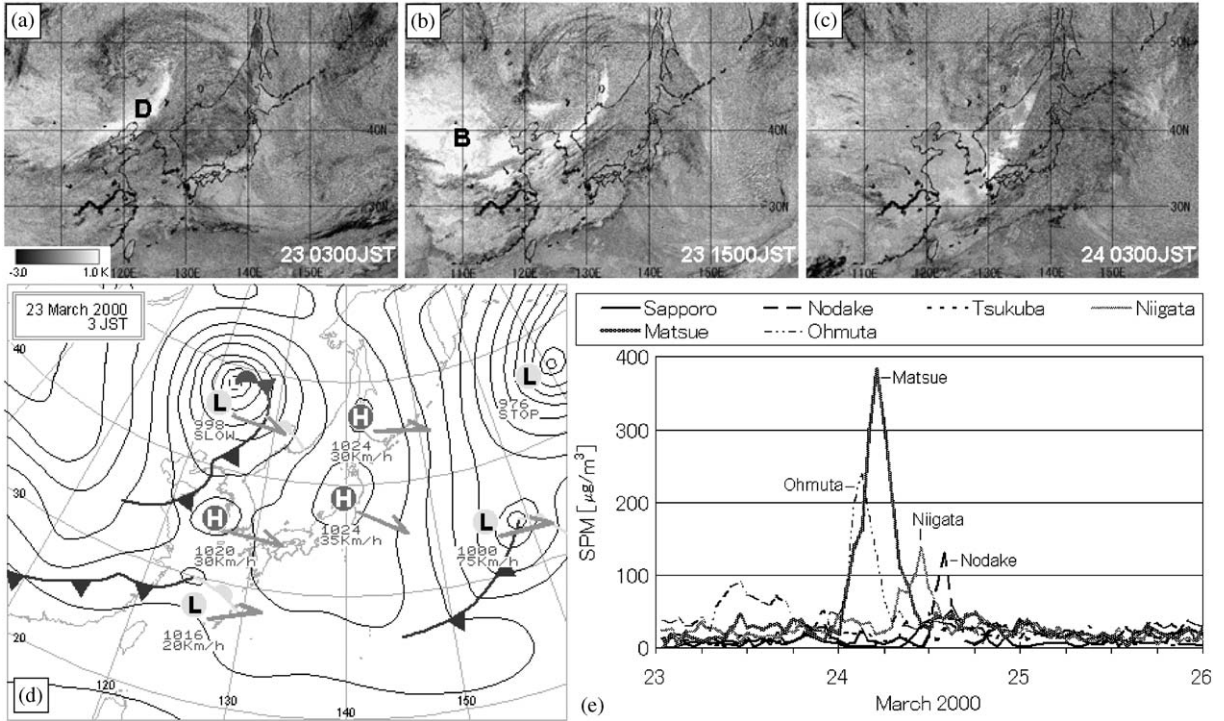 (a)
D
50N
40N
30N
120E 130E 140E 150E
-3.0 1.0 K
23 0300JST
(b)
B
50N
40N
30N
110E 120E 130E 140E 150E
23 1500JST
(c)
50N
40N
30N
110E 120E 130E 140E 150E
24 0300JST
23 March 2000
3 JST
40
30
20
120
130
140
150
L
998
SLOW
H
1024
30Km/h
L
976
STOP
H
1020
30Km/h
H
1024
35Km/h
L
1000
75Km/h
L
1016
20Km/h
(d)
Sapporo Nodake Tsukuba Niigata
Matsue Ohmuta
SPM [μg/m³]
400
300
200
100
0
Matsue
Ohmuta
Niigata
Nodake
23 24 25 26
March 2000
(e)